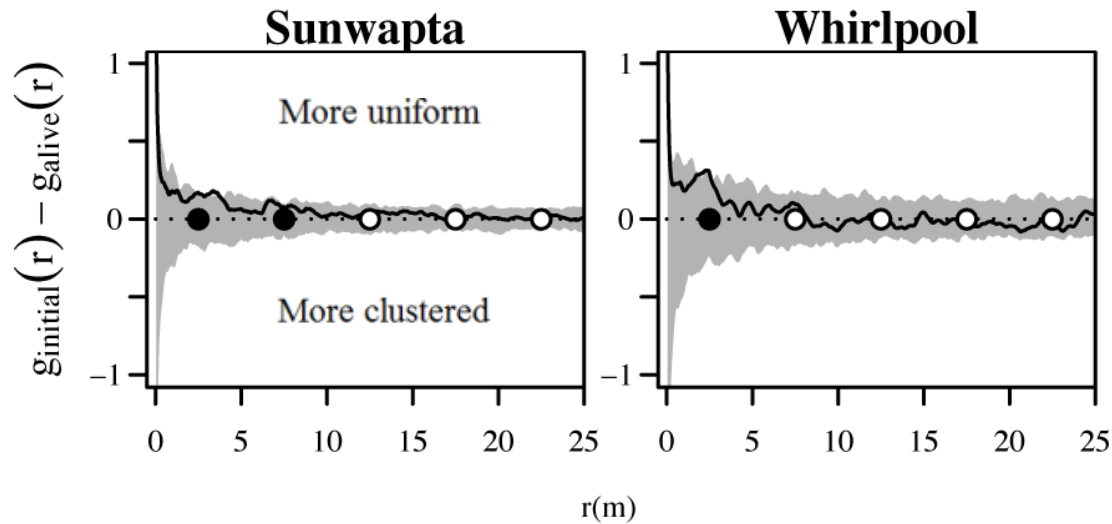 Sunwapta
Whirlpool
g_initial(r) − g_alive(r)
1
0
−1
More uniform
More clustered
0 5 10 15 20 25
1
0
−1
0 5 10 15 20 25
r(m)